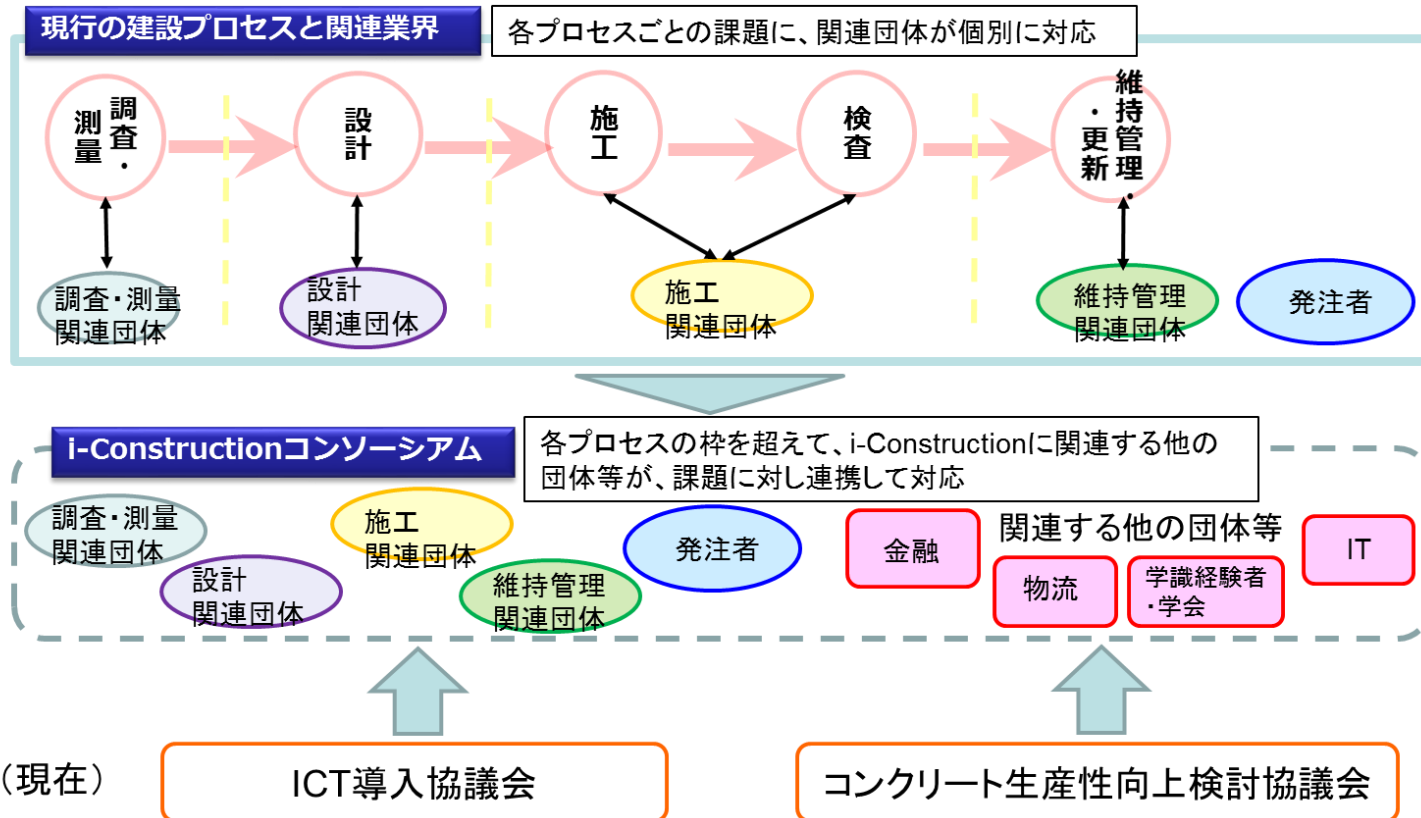 現行の建設プロセスと関連業界
各プロセスごとの課題に、関連団体が個別に対応
調査・
測量
設計
施工
検査
維持管理・
・更新
調査・測量
関連団体
設計
関連団体
施工
関連団体
維持管理
関連団体
発注者
i-Constructionコンソーシアム
各プロセスの枠を超えて、i-Constructionに関連する他の
団体等が、課題に対し連携して対応
調査・測量
関連団体
設計
関連団体
施工
関連団体
維持管理
関連団体
発注者
金融
関連する他の団体等
物流
学識経験者
・学会
IT
（現在）
ICT導入協議会
コンクリート生産性向上検討協議会